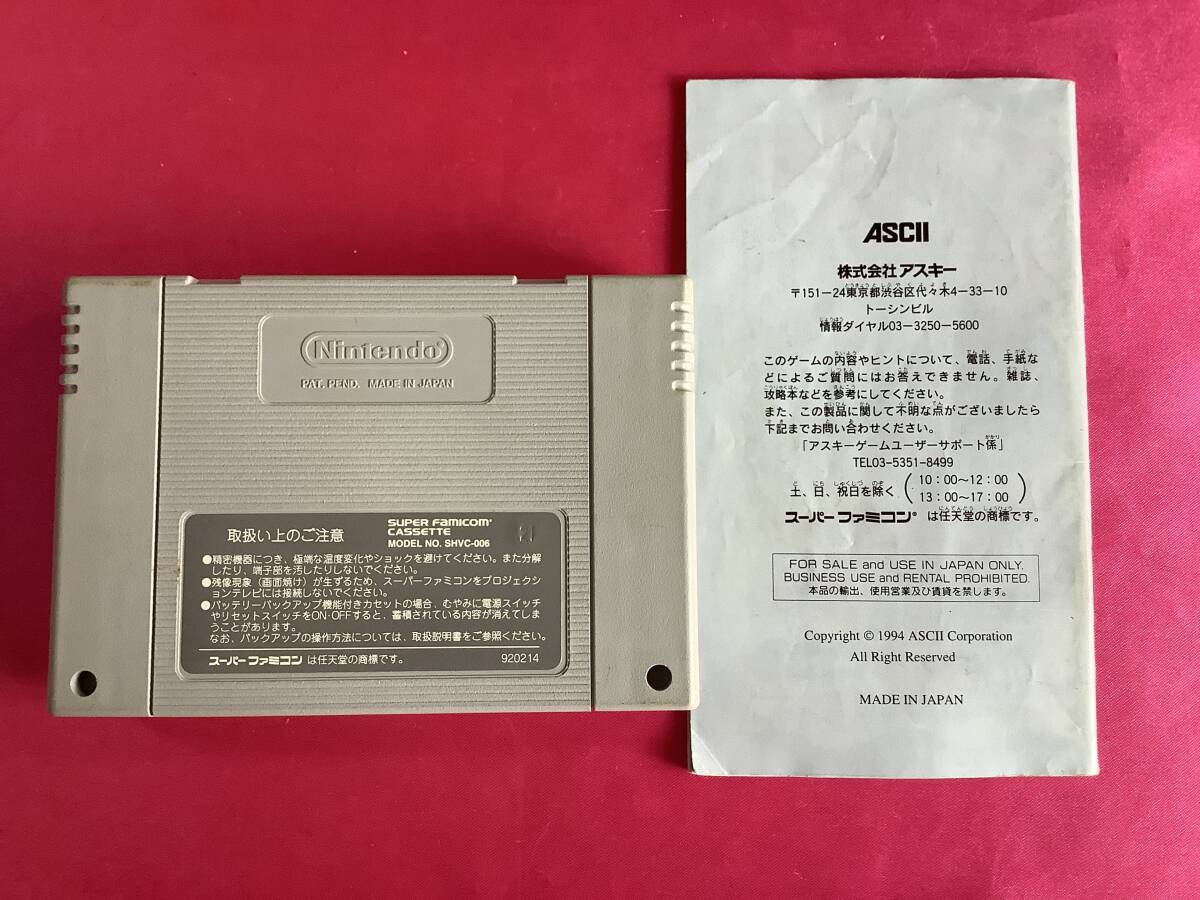 Nintendo®
PAT. PEND. MADE IN JAPAN
取扱い上のご注意
SUPER FAMICOM®
CASSETTE
MODEL NO. SHVC-006
●精密機器につき、極端な温度変化やショックを避けてください。また分解
したり、端子部を汚したりしないでください。
●残像現象（画面焼け）が生ずるため、スーパーファミコンをプロジェクシ
ョンテレビには接続しないでください。
●バッテリーバックアップ機能付きカセットの場合、むやみに電源スイッチ
やリセットスイッチをON・OFFすると、蓄積されている内容が消えてしま
うことがあります。
なお、バックアップの操作方法については、取扱説明書をご参照ください。
スーパーファミコン は任天堂の商標です。
920214
ASCII
株式会社アスキー
〒151−24東京都渋谷区代々木4−33−10
トーシンビル
情報ダイヤル03−3250−5600
このゲームの内容やヒントについて、電話、手紙な
どによるご質問にはお答えできません。雑誌、
攻略本などを参考にしてください。
また、この製品に関して不明な点がございましたら
下記までお問い合わせください。
「アスキーゲームユーザーサポート係」
TEL03−5351−8499
土、日、祝日を除く（10：00〜12：00
13：00〜17：00）
スーパーファミコン® は任天堂の商標です。
FOR SALE and USE IN JAPAN ONLY.
BUSINESS USE and RENTAL PROHIBITED.
本品の輸出、使用営業及び賃貸を禁じます。
Copyright © 1994 ASCII Corporation
All Right Reserved
MADE IN JAPAN